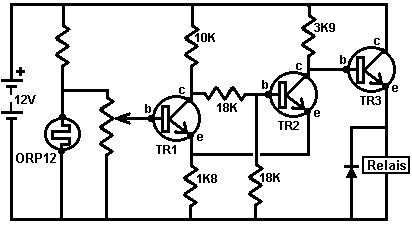 3K9
10K
c
c
c
+
b
b
b
12V
18K
TR3
e
TR2
TR1
e
e
ORP12
1K8
18K
Relais